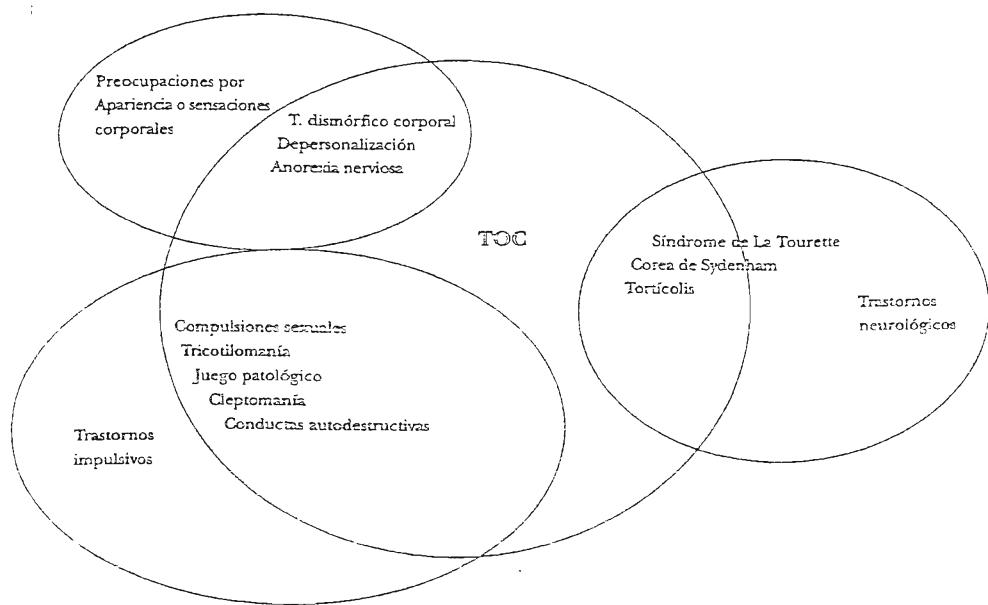 Preocupaciones por
Apariencia o sensaciones
corporales
T. dismórfico corporal
Depersonalización
Anorexia nerviosa
TOC
Síndrome de La Tourette
Corea de Sydenham
Tortícolis
Trastornos
neurológicos
Compulsiones sexuales
Tricotilomanía
Juego patológico
Cleptomanía
Conductas autodestructivas
Trastornos
impulsivos